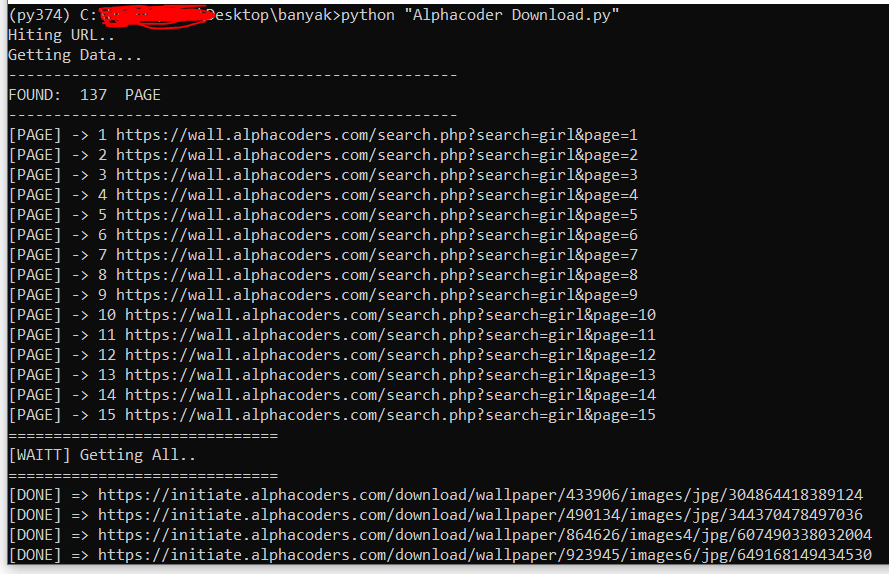 (py374) C:\ \Desktop\banyak>python "Alphacoder Download.py"
Hiting URL..
Getting Data...
--------------------------------------------------
FOUND:  137  PAGE
--------------------------------------------------
[PAGE] -> 1 https://wall.alphacoders.com/search.php?search=girl&page=1
[PAGE] -> 2 https://wall.alphacoders.com/search.php?search=girl&page=2
[PAGE] -> 3 https://wall.alphacoders.com/search.php?search=girl&page=3
[PAGE] -> 4 https://wall.alphacoders.com/search.php?search=girl&page=4
[PAGE] -> 5 https://wall.alphacoders.com/search.php?search=girl&page=5
[PAGE] -> 6 https://wall.alphacoders.com/search.php?search=girl&page=6
[PAGE] -> 7 https://wall.alphacoders.com/search.php?search=girl&page=7
[PAGE] -> 8 https://wall.alphacoders.com/search.php?search=girl&page=8
[PAGE] -> 9 https://wall.alphacoders.com/search.php?search=girl&page=9
[PAGE] -> 10 https://wall.alphacoders.com/search.php?search=girl&page=10
[PAGE] -> 11 https://wall.alphacoders.com/search.php?search=girl&page=11
[PAGE] -> 12 https://wall.alphacoders.com/search.php?search=girl&page=12
[PAGE] -> 13 https://wall.alphacoders.com/search.php?search=girl&page=13
[PAGE] -> 14 https://wall.alphacoders.com/search.php?search=girl&page=14
[PAGE] -> 15 https://wall.alphacoders.com/search.php?search=girl&page=15
==============================
[WAITT] Getting All..
==============================
[DONE] => https://initiate.alphacoders.com/download/wallpaper/433906/images/jpg/304864418389124
[DONE] => https://initiate.alphacoders.com/download/wallpaper/490134/images/jpg/344370478497036
[DONE] => https://initiate.alphacoders.com/download/wallpaper/864626/images4/jpg/607490338032004
[DONE] => https://initiate.alphacoders.com/download/wallpaper/923945/images6/jpg/649168149434530